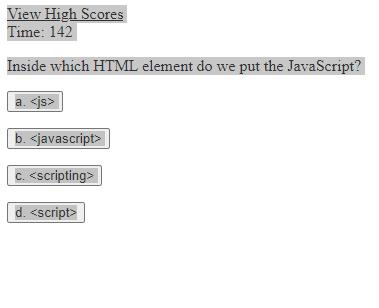 View High Scores
Time: 142
Inside which HTML element do we put the JavaScript?
a. <js>
b. <javascript>
c. <scripting>
d. <script>